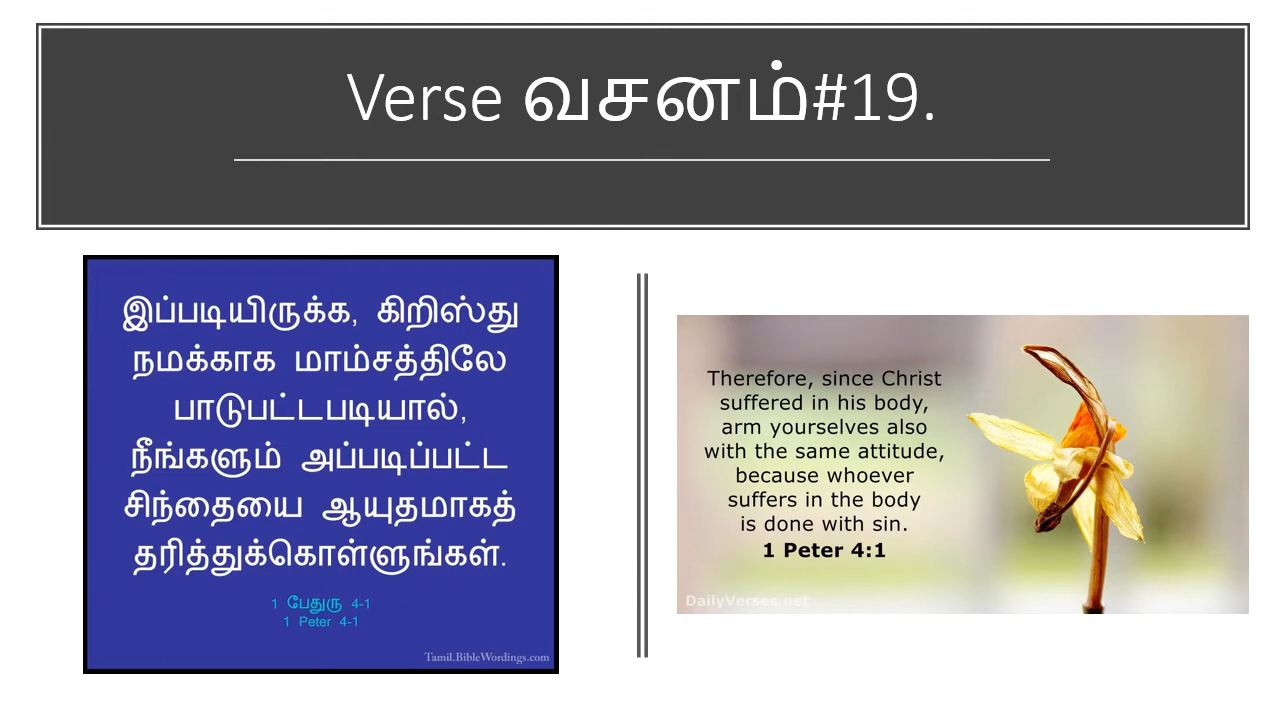 Verse வசனம்#19.
இப்படியிருக்க, கிறிஸ்து
நமக்காக மாம்சத்திலே
பாடுபட்டபடியால்,
நீங்களும் அப்படிப்பட்ட
சிந்தையை ஆயுதமாகத்
தரித்துக்கொள்ளுங்கள்.
1 பேதுரு 4-1
1 Peter 4-1
Tamil.BibleWordings.com
Therefore, since Christ
suffered in his body,
arm yourselves also
with the same attitude,
because whoever
suffers in the body
is done with sin.
1 Peter 4:1
DailyVerses.net